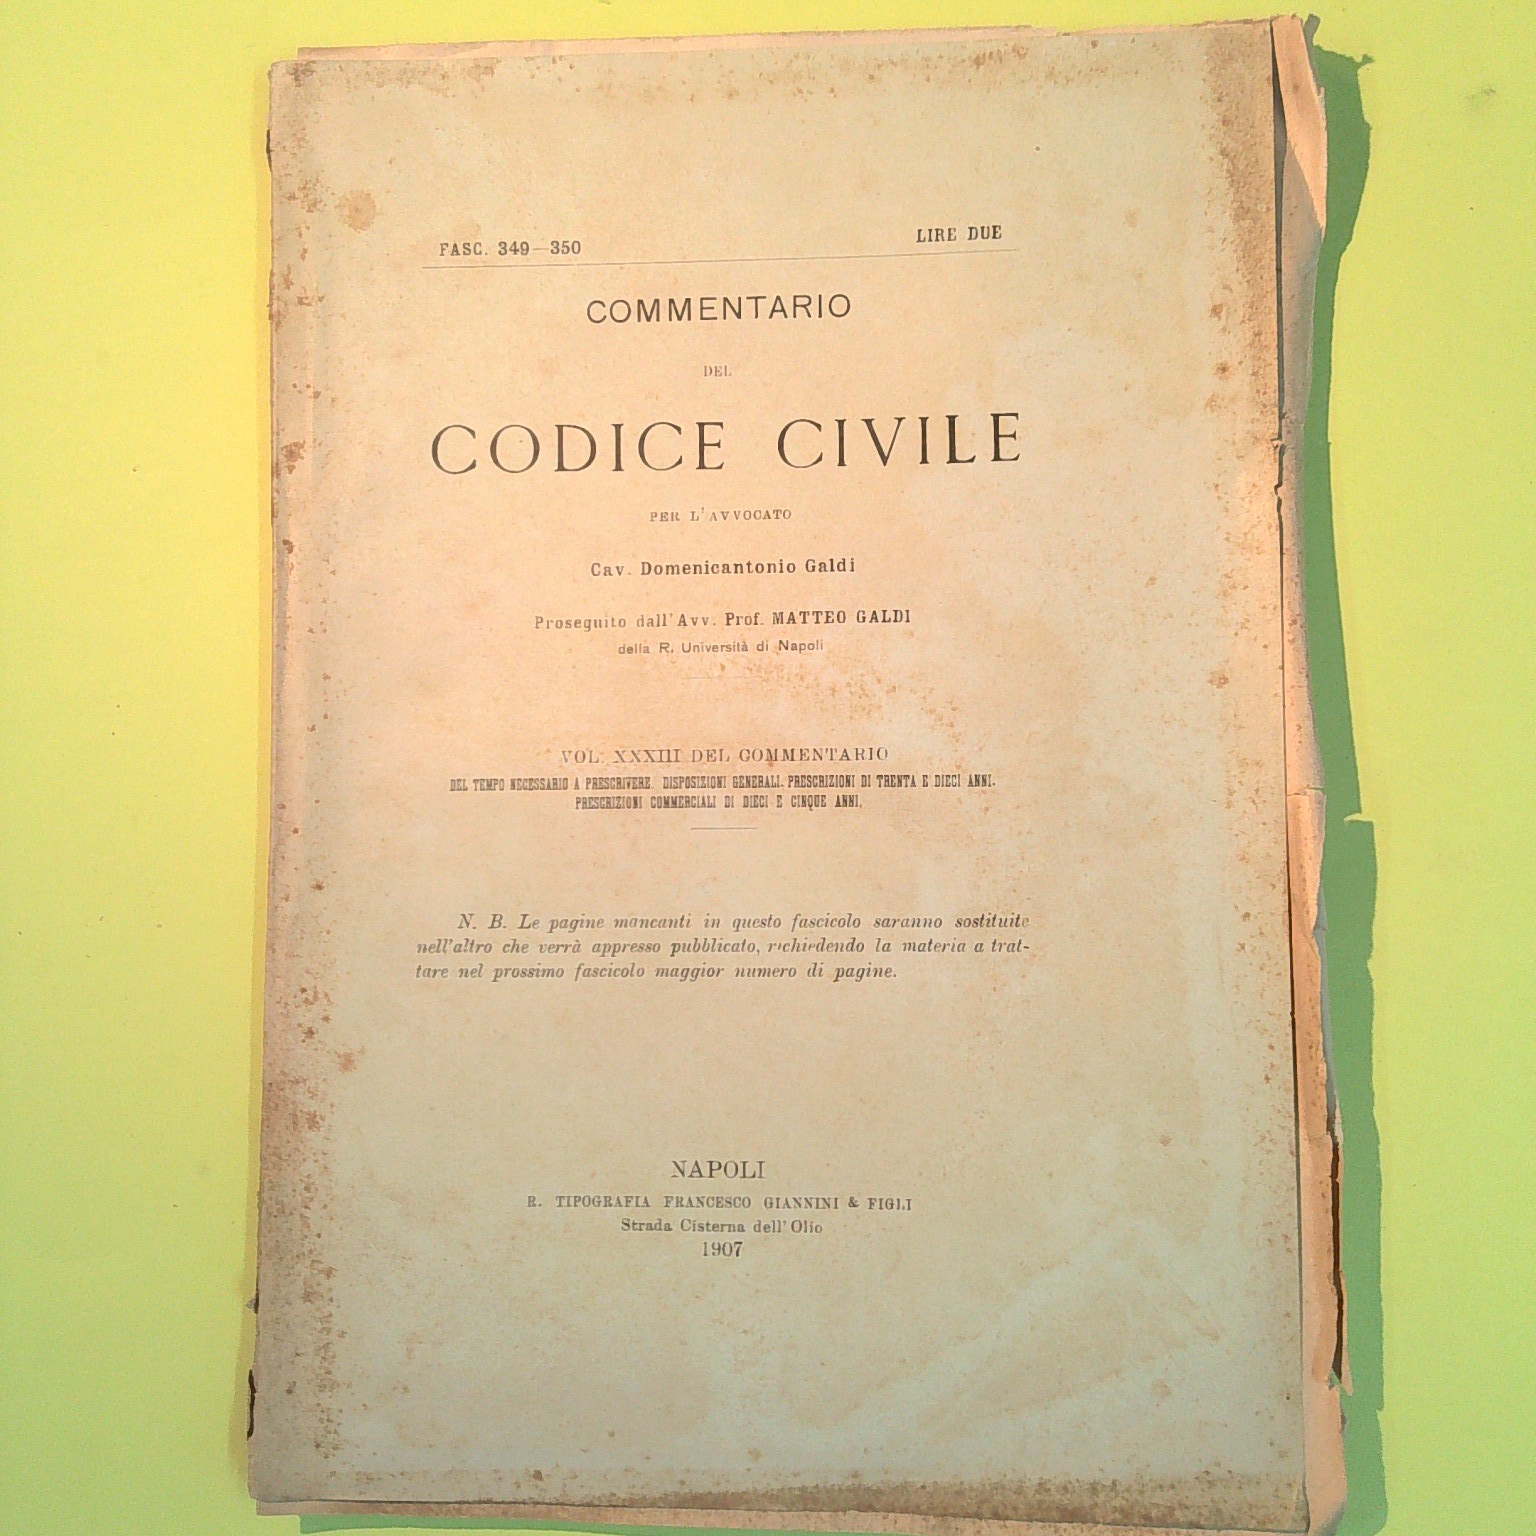 FASC. 349—350
LIRE DUE
COMMENTARIO
DEL
CODICE CIVILE
PER L'AVVOCATO
Cav. Domenicantonio Galdi
Proseguito dall'Avv. Prof. MATTEO GALDI
della R. Università di Napoli
VOL. XXXIII DEL COMMENTARIO
DEL TEMPO NECESSARIO A PRESCRIVERE. DISPOSIZIONI GENERALI. PRESCRIZIONI DI TRENTA E DIECI ANNI.
PRESCRIZIONI COMMERCIALI DI DIECI E CINQUE ANNI.
N. B. Le pagine mancanti in questo fascicolo saranno sostituite
nell'altro che verrà appresso pubblicato, richiedendo la materia a trat-
tare nel prossimo fascicolo maggior numero di pagine.
NAPOLI
R. TIPOGRAFIA FRANCESCO GIANNINI & FIGLI
Strada Cisterna dell'Olio
1907